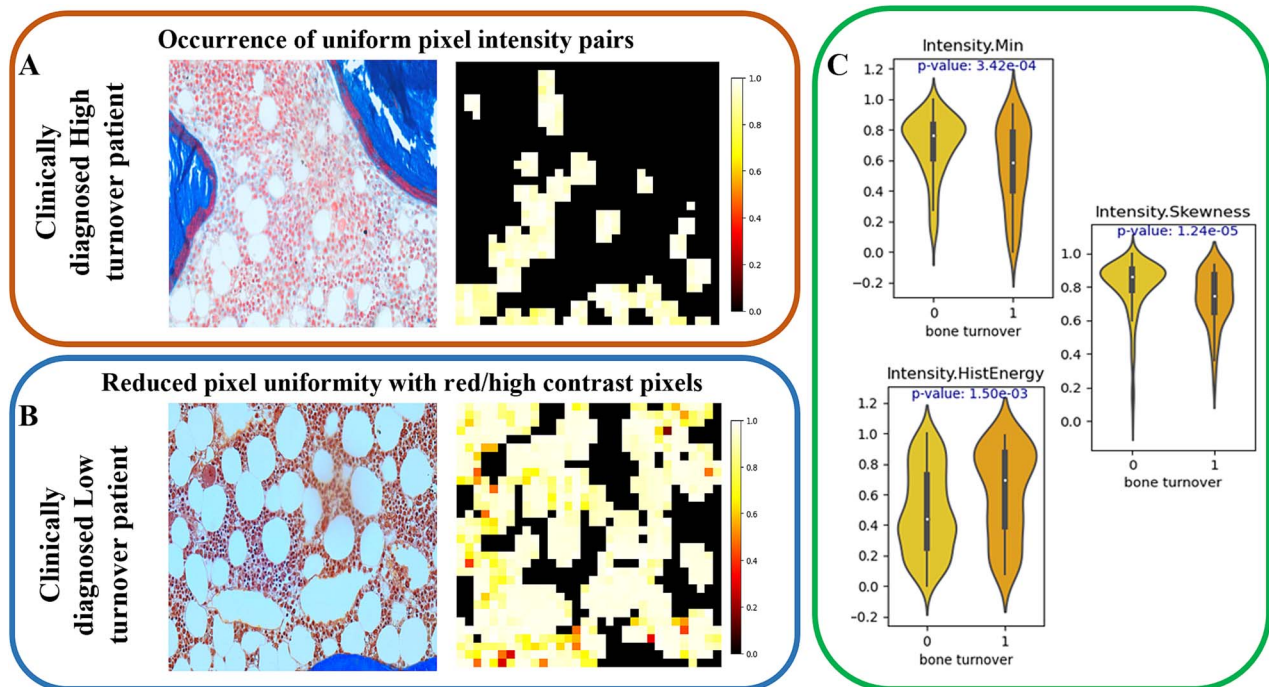 A
Occurrence of uniform pixel intensity pairs
Clinically
diagnosed High
turnover patient
1.0
0.8
0.6
0.4
0.2
0.0
B
Reduced pixel uniformity with red/high contrast pixels
Clinically
diagnosed Low
turnover patient
1.0
0.8
0.6
0.4
0.2
0.0
C
Intensity.Min
p-value: 3.42e-04
1.2
1.0
0.8
0.6
0.4
0.2
0.0
−0.2
0 1
bone turnover
Intensity.Skewness
p-value: 1.24e-05
1.0
0.8
0.6
0.4
0.2
0.0
0 1
bone turnover
Intensity.HistEnergy
p-value: 1.50e-03
1.2
1.0
0.8
0.6
0.4
0.2
0.0
−0.2
0 1
bone turnover